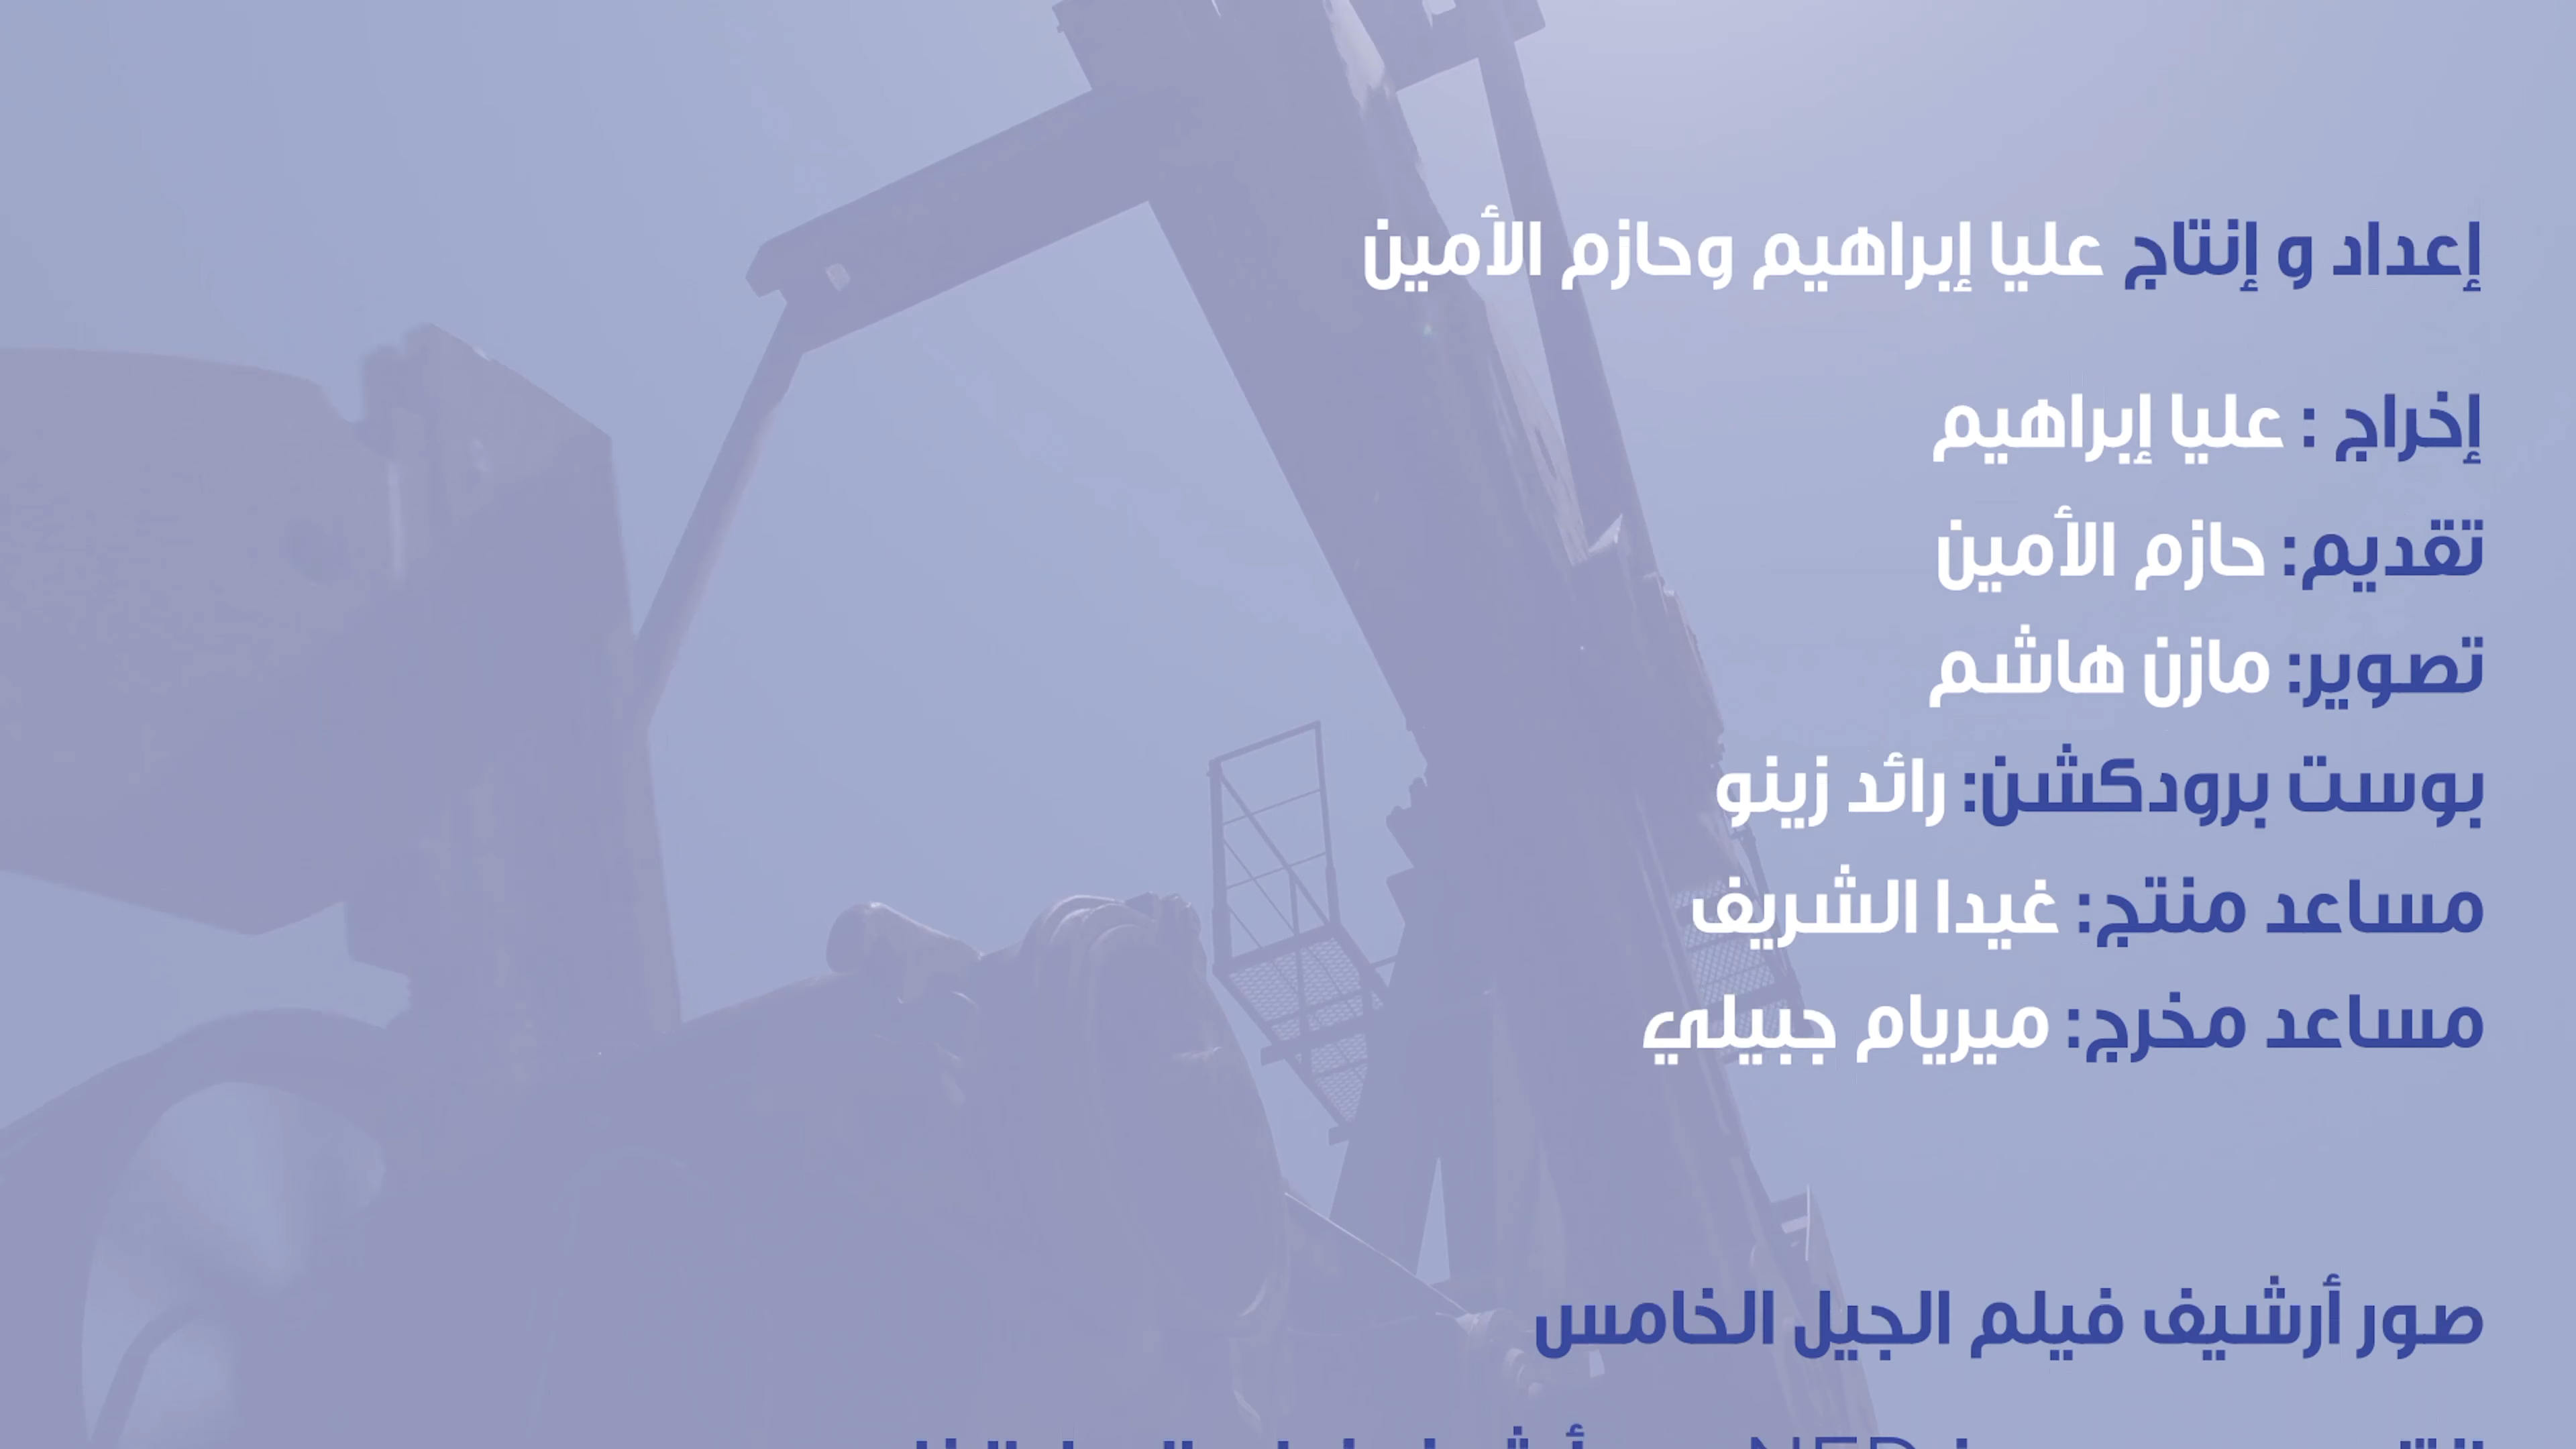 إعداد و إنتاج عليا إبراهيم وحازم الأمين
إخراج : عليا إبراهيم
تقديم: حازم الأمين
تصوير: مازن هاشم
بوست برودكشن: رائد زينو
مساعد منتج: غيدا الشريف
مساعد مخرج: ميريام جبيلي
صور أرشيف فيلم الجيل الخامس